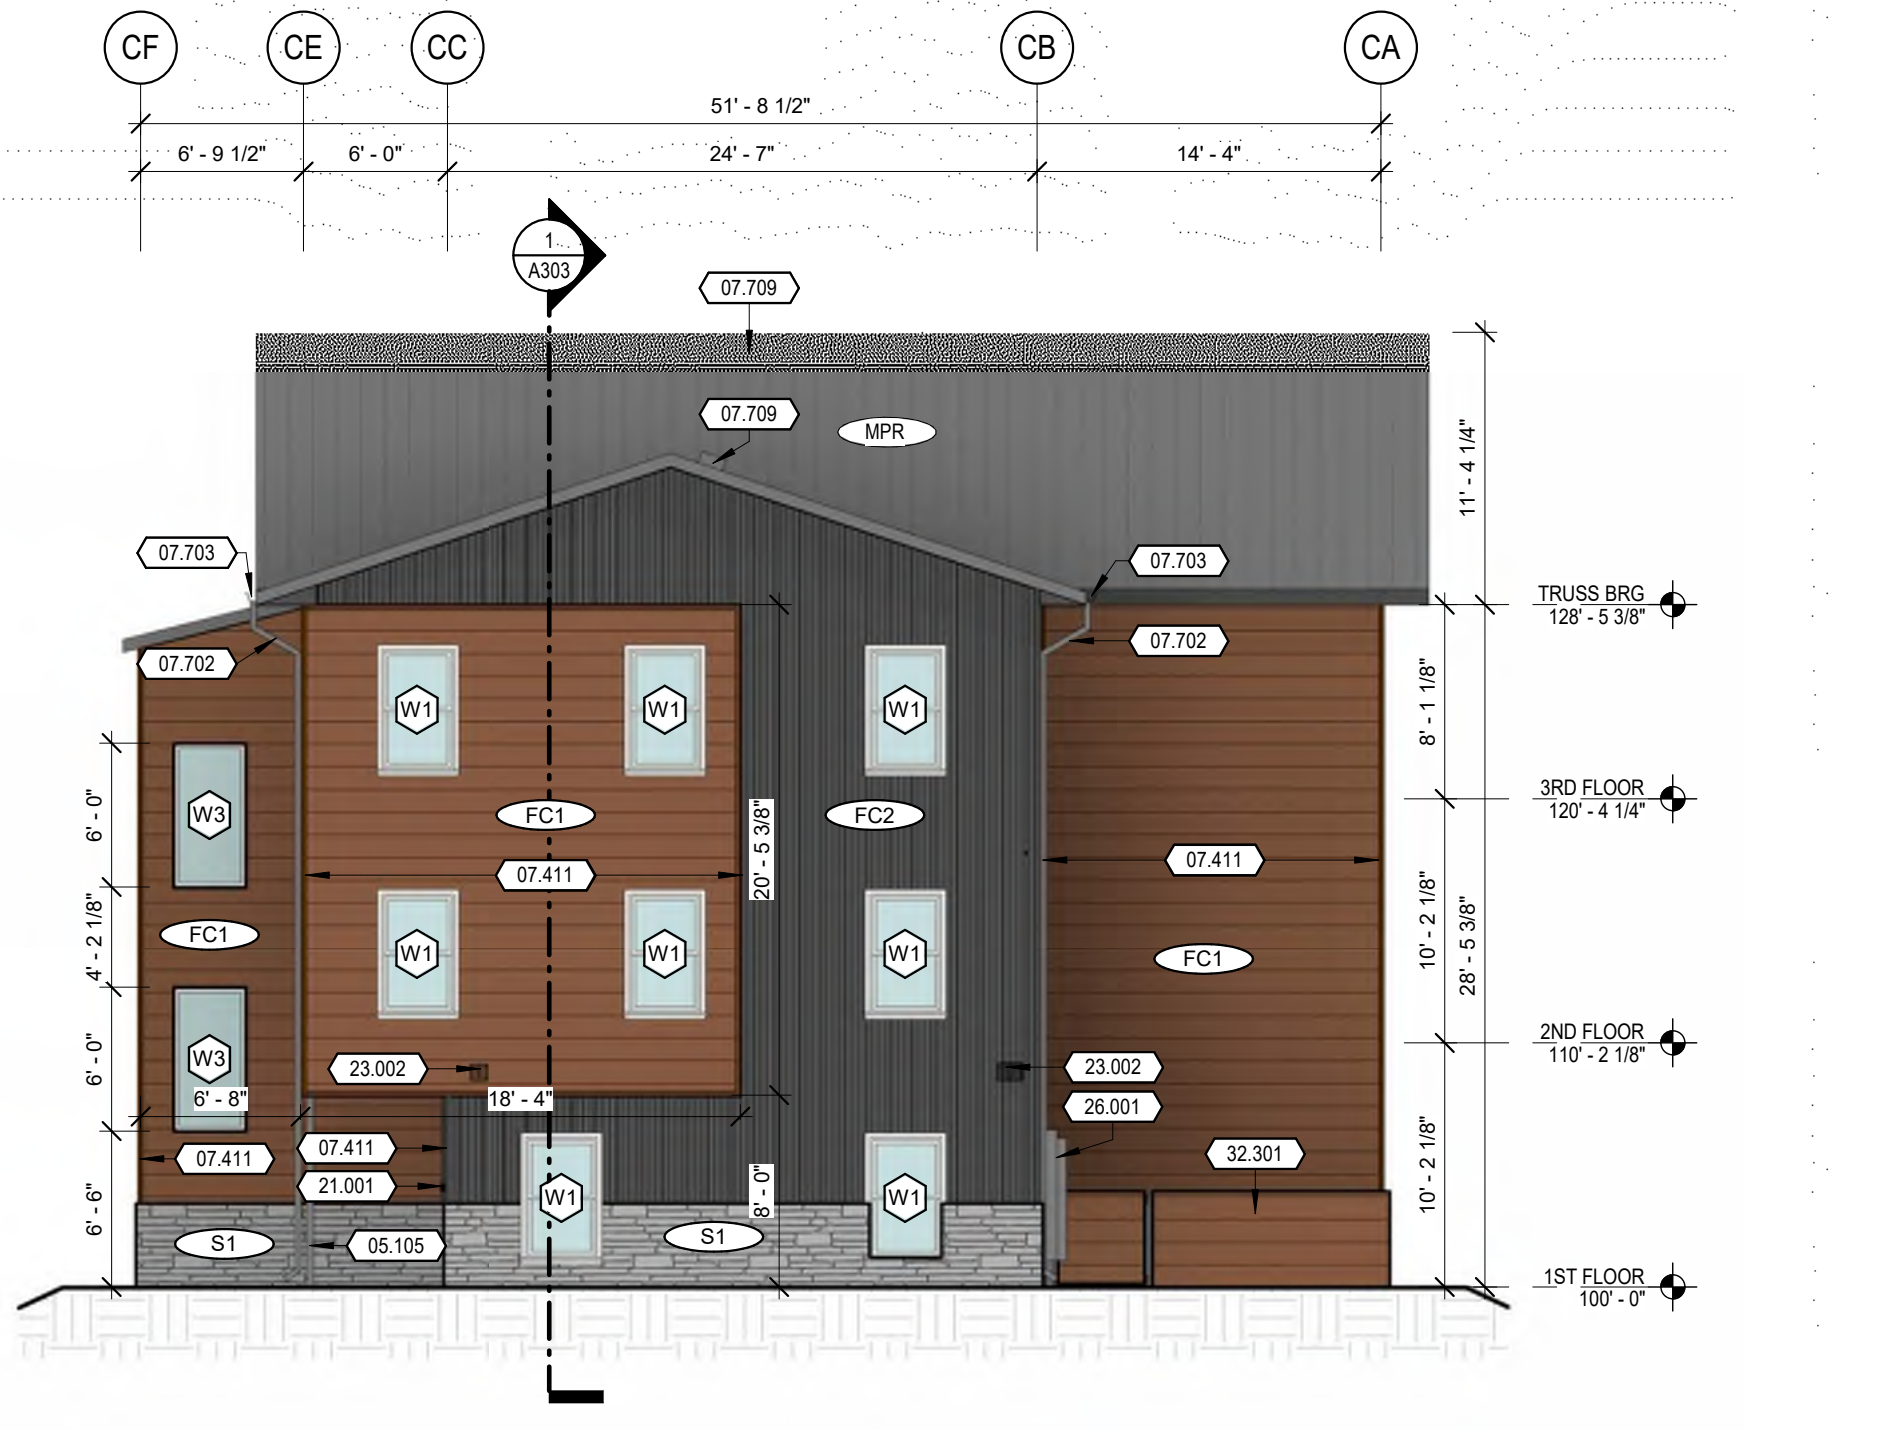 CF CE CC CB CA
51' - 8 1/2"
6' - 9 1/2" 6' - 0" 24' - 7" 14' - 4"
1
A303
07.709
07.709
MPR
11' - 4 1/4"
07.703
07.703
TRUSS BRG
128' - 5 3/8"
07.702
07.702
8' - 1 1/8"
W1 W1 W1
3RD FLOOR
120' - 4 1/4"
6' - 0"
W3
FC1
20' - 5 3/8"
FC2
07.411
07.411
4' - 2 1/8"
FC1
W1 W1 W1
FC1
10' - 2 1/8"
28' - 5 3/8"
2ND FLOOR
110' - 2 1/8"
6' - 0"
W3
23.002
23.002
6' - 8"
18' - 4"
26.001
07.411
07.411
32.301
21.001
6' - 6"
W1
8' - 0"
W1
10' - 2 1/8"
S1
05.105
S1
1ST FLOOR
100' - 0"